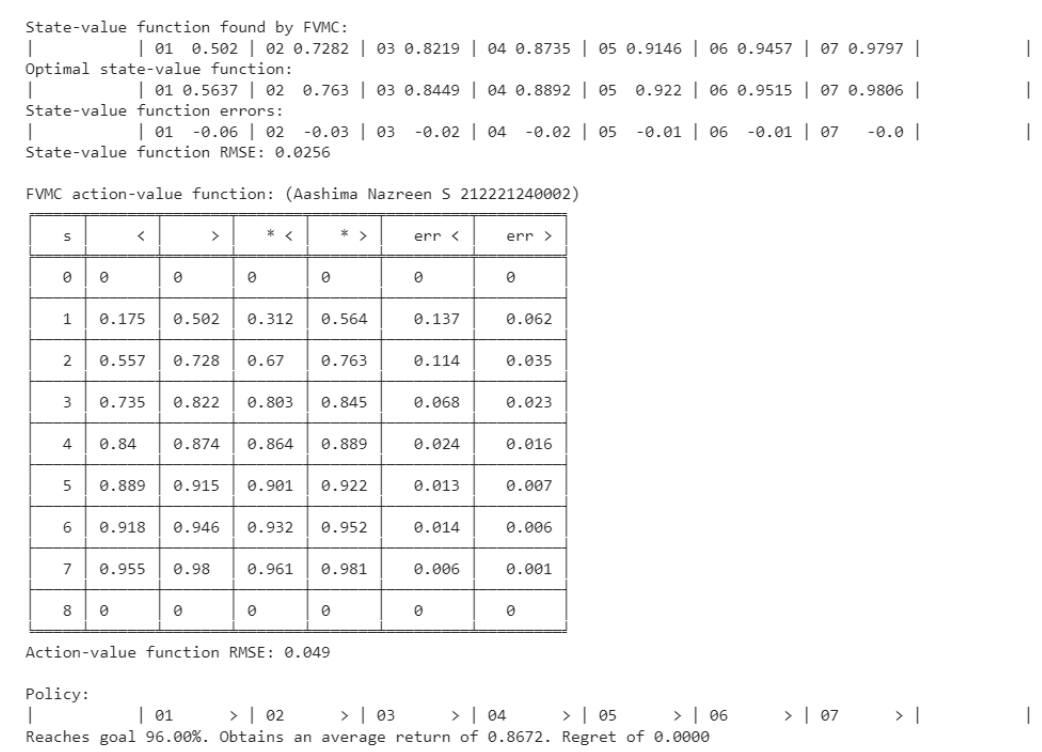 State-value function found by FVMC:
|           | 01  0.502 | 02 0.7282 | 03 0.8219 | 04 0.8735 | 05 0.9146 | 06 0.9457 | 07 0.9797 |           |
Optimal state-value function:
|           | 01 0.5637 | 02  0.763 | 03 0.8449 | 04 0.8892 | 05  0.922 | 06 0.9515 | 07 0.9806 |           |
State-value function errors:
|           | 01  -0.06 | 02  -0.03 | 03  -0.02 | 04  -0.02 | 05  -0.01 | 06  -0.01 | 07   -0.0 |           |
State-value function RMSE: 0.0256
FVMC action-value function: (Aashima Nazreen S 212221240002)
s < > * < * > err < err >
0 0 0 0 0 0 0
1 0.175 0.502 0.312 0.564 0.137 0.062
2 0.557 0.728 0.67 0.763 0.114 0.035
3 0.735 0.822 0.803 0.845 0.068 0.023
4 0.84 0.874 0.864 0.889 0.024 0.016
5 0.889 0.915 0.901 0.922 0.013 0.007
6 0.918 0.946 0.932 0.952 0.014 0.006
7 0.955 0.98 0.961 0.981 0.006 0.001
8 0 0 0 0 0 0
Action-value function RMSE: 0.049
Policy:
|           | 01      > | 02      > | 03      > | 04      > | 05      > | 06      > | 07      > |           |
Reaches goal 96.00%. Obtains an average return of 0.8672. Regret of 0.0000